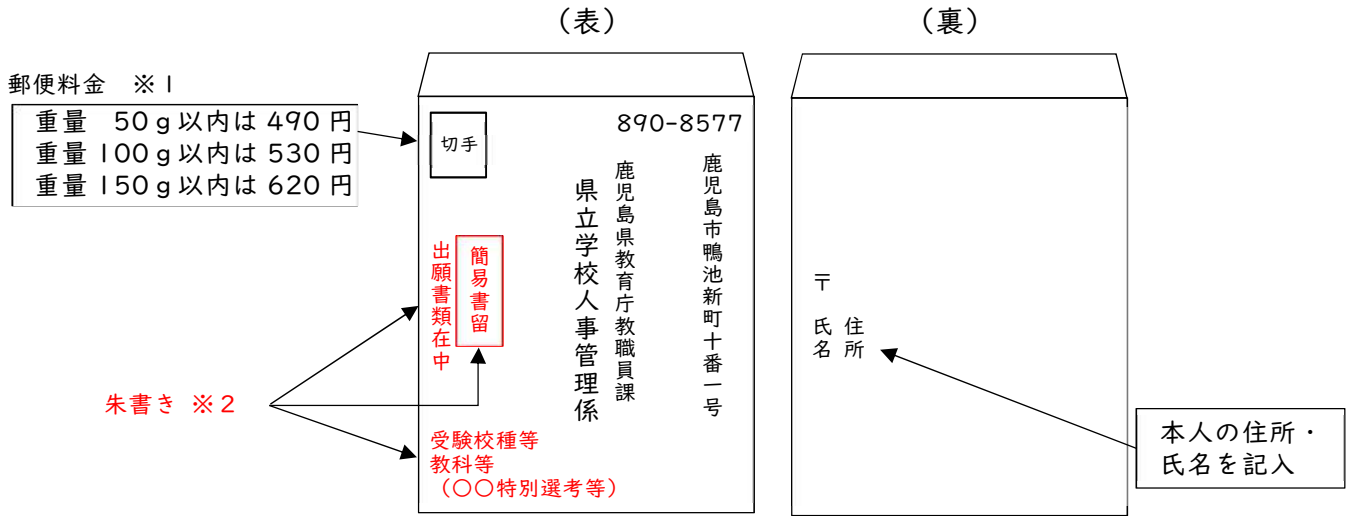 （表）
（裏）
郵便料金　※１
重量　50ｇ以内は 490 円
重量 100ｇ以内は 530 円
重量 150ｇ以内は 620 円
切手
890-8577
鹿児島市鴨池新町十番一号
鹿児島県教育庁教職員課
県立学校人事管理係
簡易書留
出願書類在中
朱書き ※２
受験校種等
教科等
（○○特別選考等）
〒
住所
氏名
本人の住所・
氏名を記入